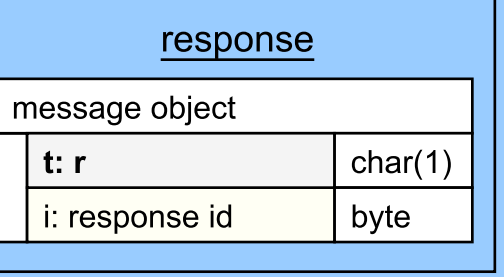 response
message object
t: r char(1)
i: response id byte